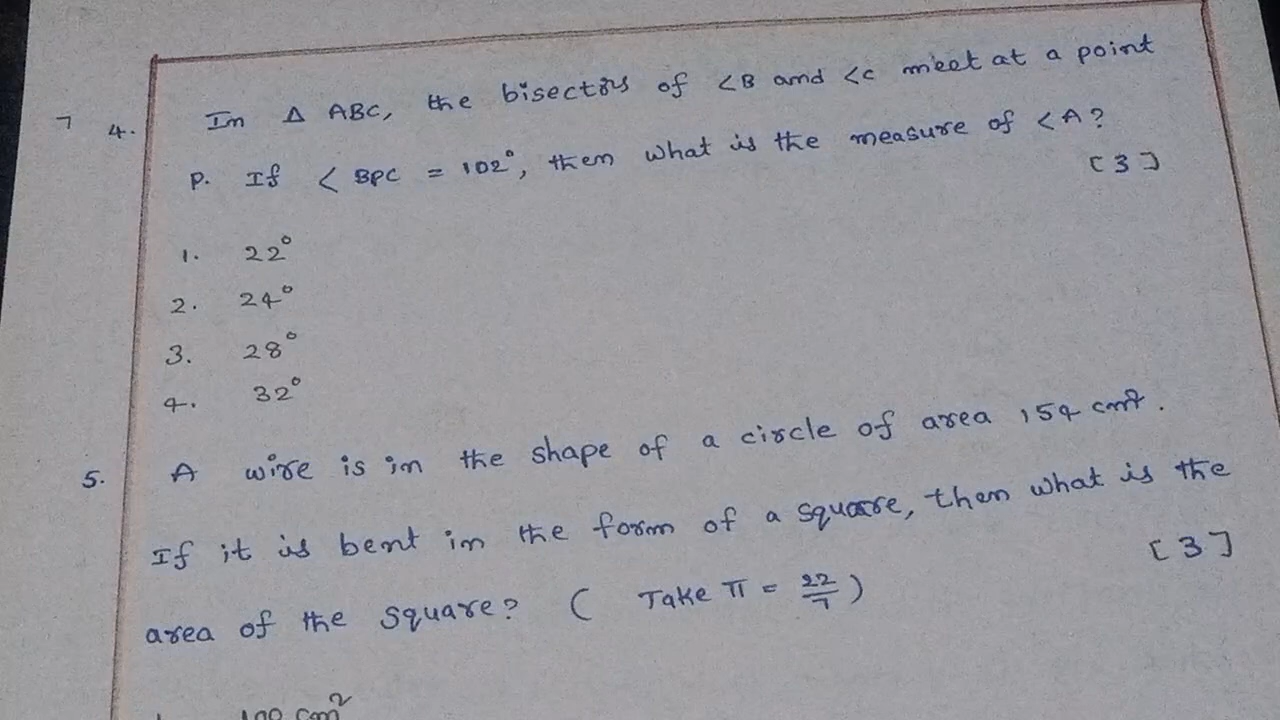 7 4. In Δ ABC, the bisectors of <B and <C meet at a point
P. If < BPC = 102°, then what is the measure of <A?
[3]
1. 22°
2. 24°
3. 28°
4. 32°
5. A wire is in the shape of a circle of area 154 cm².
If it is bent in the form of a square, then what is the
[3]
area of the square? ( Take π = 22/7 )